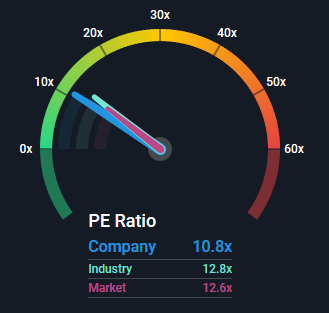 30x
20x
40x
10x
50x
0x
60x
PE Ratio
Company 10.8x
Industry 12.8x
Market 12.6x